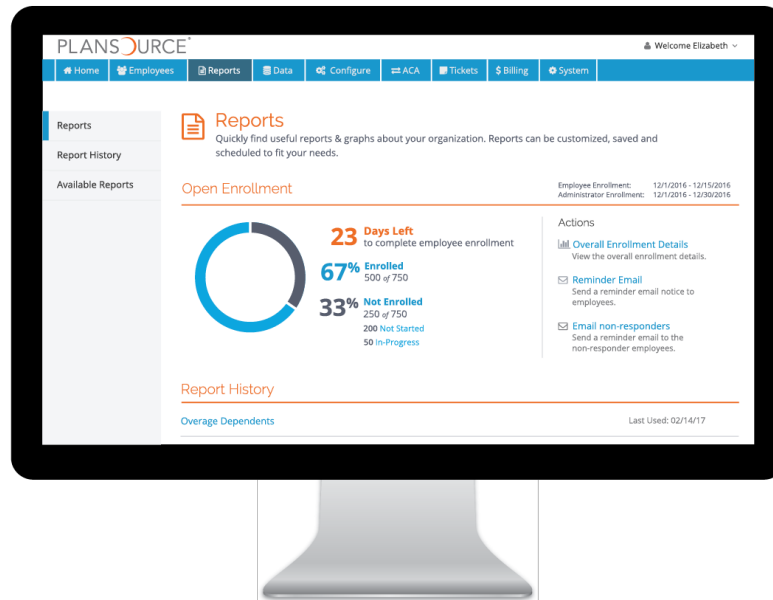 PLANSOURCE
Welcome Elizabeth
Home Employees Reports Data Configure ACA Tickets $ Billing System
Reports
Report History
Available Reports
Reports
Quickly find useful reports & graphs about your organization. Reports can be customized, saved and
scheduled to fit your needs.
Open Enrollment
Employee Enrollment: 12/1/2016 - 12/15/2016
Administrator Enrollment: 12/1/2016 - 12/30/2016
23 Days Left
to complete employee enrollment
67% Enrolled
500 of 750
33% Not Enrolled
250 of 750
200 Not Started
50 In-Progress
Actions
Overall Enrollment Details
View the overall enrollment details.
Reminder Email
Send a reminder email notice to
employees.
Email non-responders
Send a reminder email to the
non-responder employees.
Report History
Overage Dependents
Last Used: 02/14/17